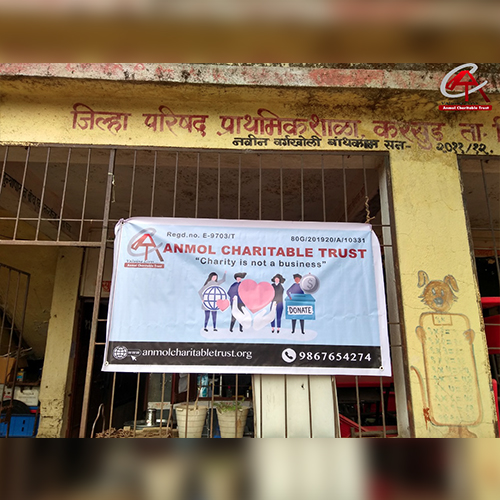 Anmol Charitable Trust
जिल्हा परिषद प्राथमिक शाळा, करसुड ता.
नवीन वर्गखोली बांधकाम सन- २०११/१२.
Regd.no. E-9703/T
80G/201920/A/10331
ANMOL CHARITABLE TRUST
"Charity is not a business"
DONATE
anmolcharitabletrust.org
9867654274